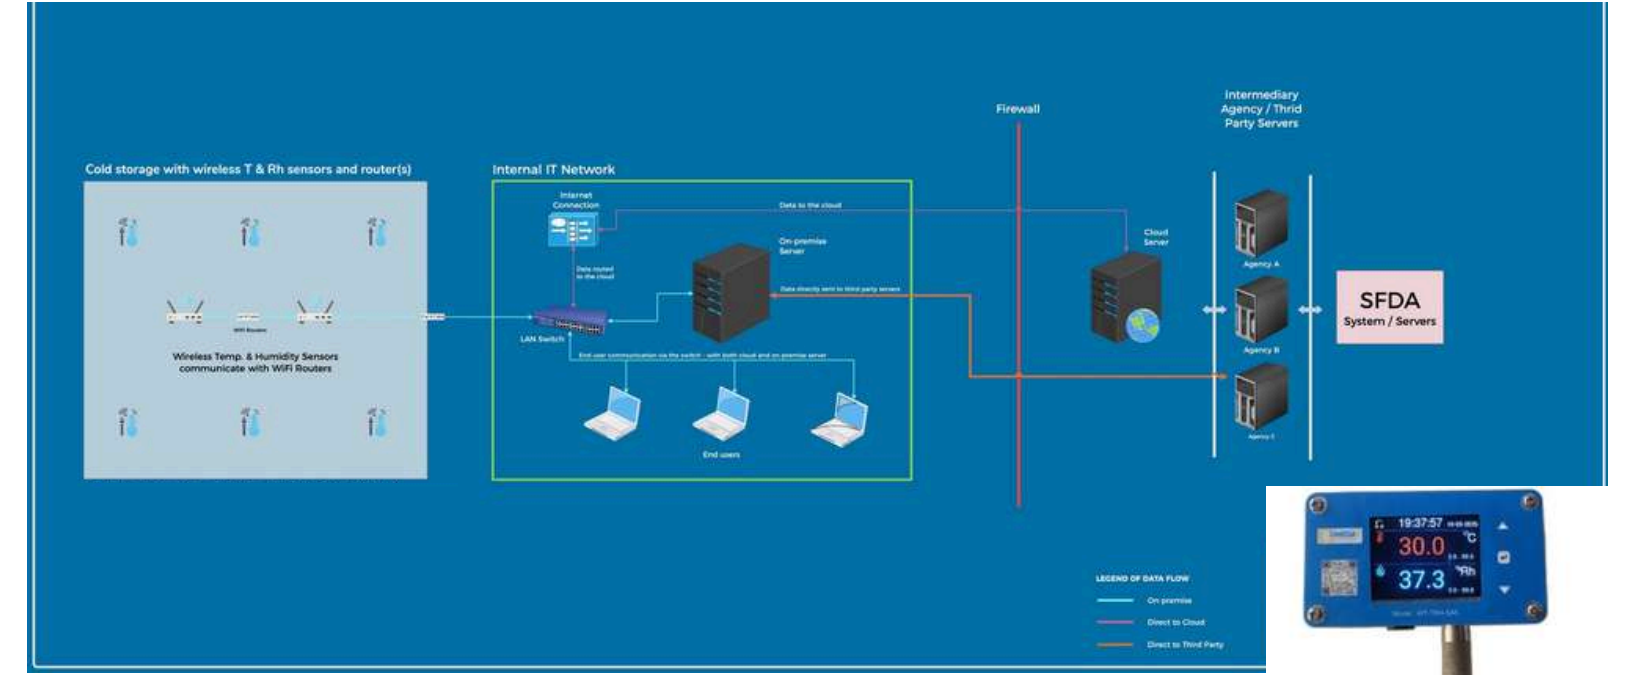 Cold storage with wireless T & Rh sensors and router(s)
WiFi Routers
Wireless Temp. & Humidity Sensors
communicate with WiFi Routers
Internal IT Network
Internet
Connection
Data routed
to the cloud
LAN Switch
Data to the cloud
On-premise
Server
Data directly sent to third party servers
End user communication via the switch - with both cloud and on premise server
End users
Firewall
Cloud
Server
Intermediary
Agency / Thrid
Party Servers
Agency A
Agency B
Agency C
SFDA
System / Servers
LEGEND OF DATA FLOW
On premise
Direct to Cloud
Direct to Third Party
19:37:57
30.0 °C
37.3 %Rh